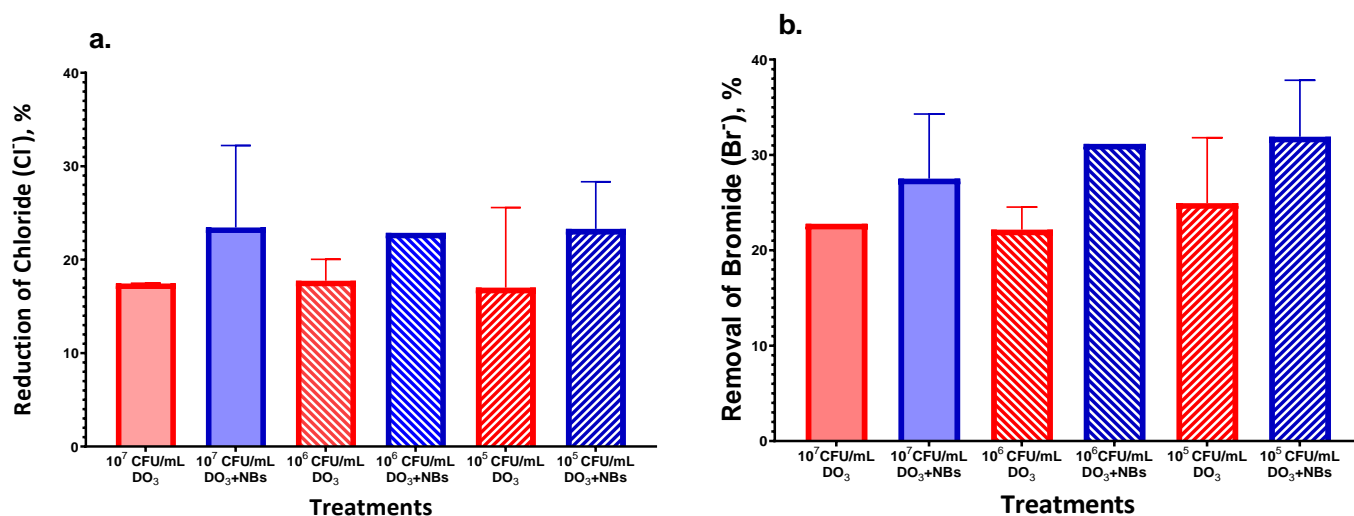 a.
Reduction of Chloride (Cl⁻), %
40
30
20
10
0
10⁷ CFU/mL
DO₃
10⁷ CFU/mL
DO₃+NBs
10⁶ CFU/mL
DO₃
10⁶ CFU/mL
DO₃+NBs
10⁵ CFU/mL
DO₃
10⁵ CFU/mL
DO₃+NBs
Treatments
b.
Removal of Bromide (Br⁻), %
40
30
20
10
0
10⁷CFU/mL
DO₃
10⁷ CFU/mL
DO₃+NBs
10⁶ CFU/mL
DO₃
10⁶ CFU/mL
DO₃+NBs
10⁵ CFU/mL
DO₃
10⁵ CFU/mL
DO₃+NBs
Treatments